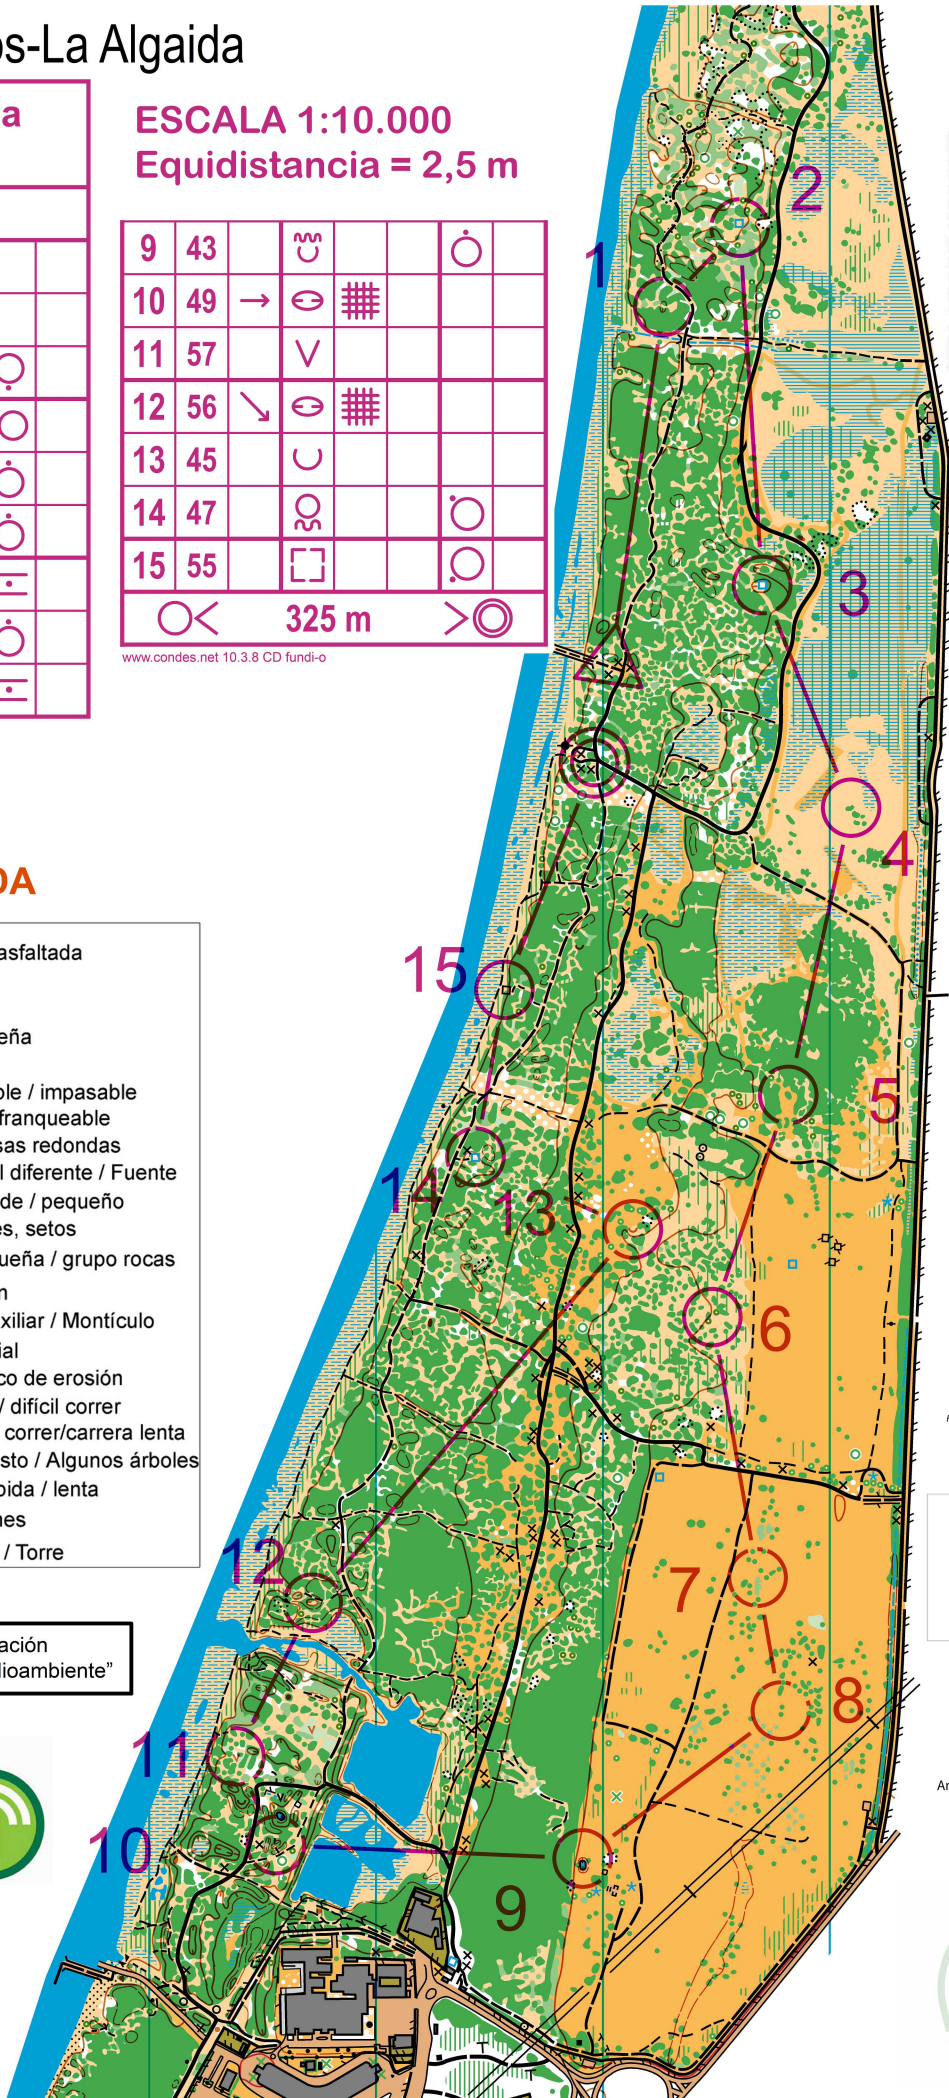 os-La Algaida
a
ESCALA 1:10.000
Equidistancia = 2,5 m
9 43
10 49
11 57
12 56
13 45
14 47
15 55
325 m
www.condes.net 10.3.8 CD fundi-o
DA
asfaltada
eña
ble / impasable
franqueable
sas redondas
l diferente / Fuente
de / pequeño
es, setos
ueña / grupo rocas
n
xiliar / Montículo
ial
co de erosión
/ difícil correr
correr/carrera lenta
sto / Algunos árboles
pida / lenta
nes
/ Torre
ación
dioambiente”
1
2
3
4
5
6
7
8
9
10
11
12
13
14
15
Ar